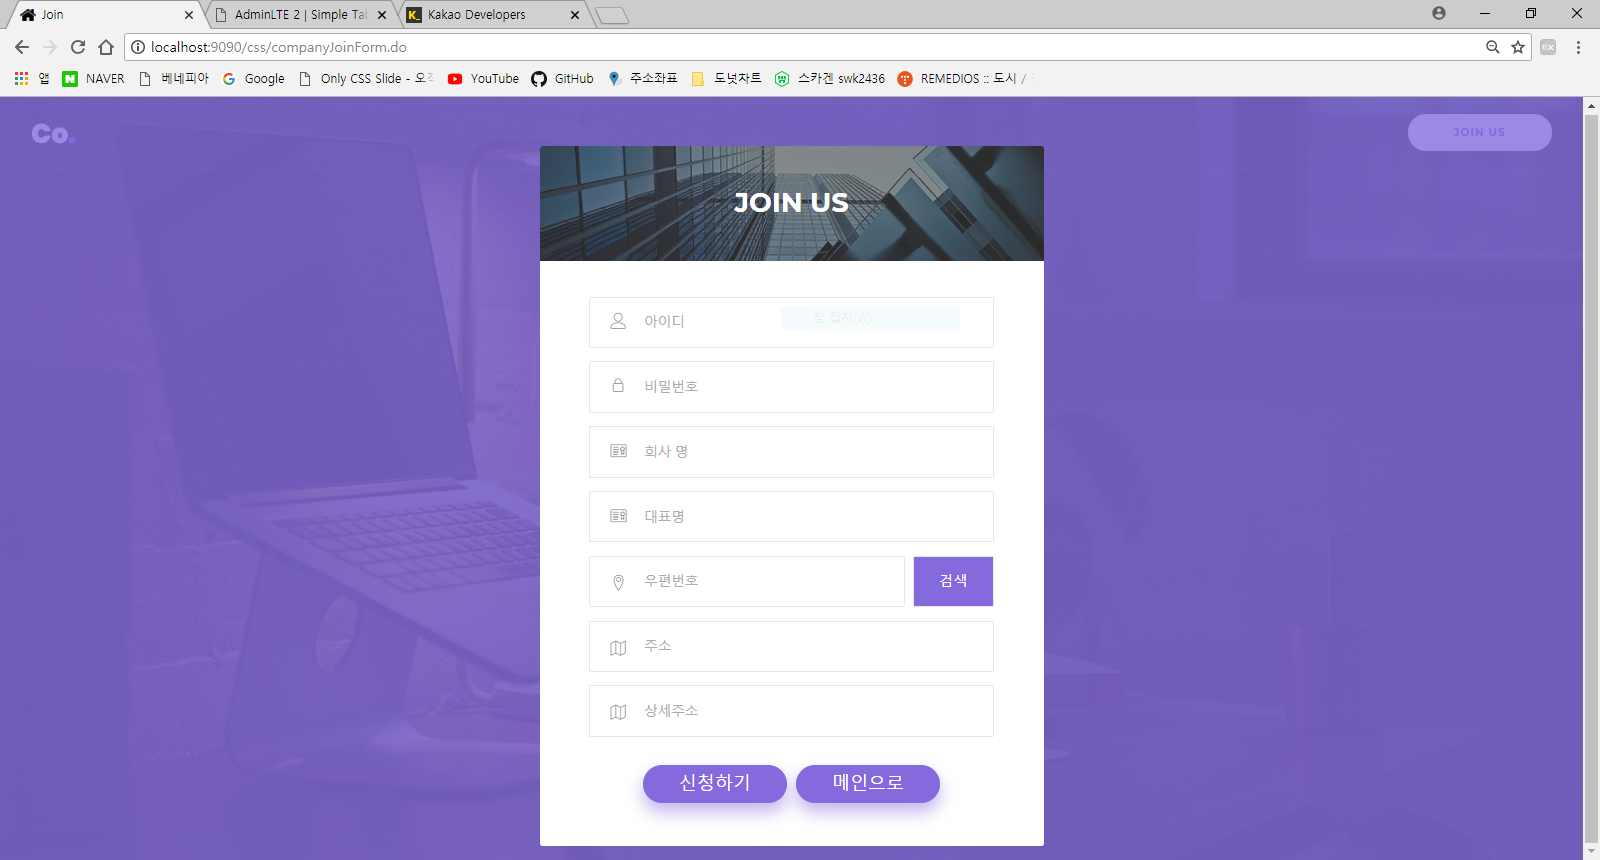 Join
AdminLTE 2 | Simple Tab
Kakao Developers
localhost:9090/css/companyJoinForm.do
앱 NAVER 베네피아 Google Only CSS Slide - 오직 YouTube GitHub 주소좌표 도넛차트 스카겐 swk2436 REMEDIOS :: 도시 /
Co.
JOIN US
JOIN US
아이디
창 캡처(W)
비밀번호
회사 명
대표명
우편번호
검색
주소
상세주소
신청하기
메인으로